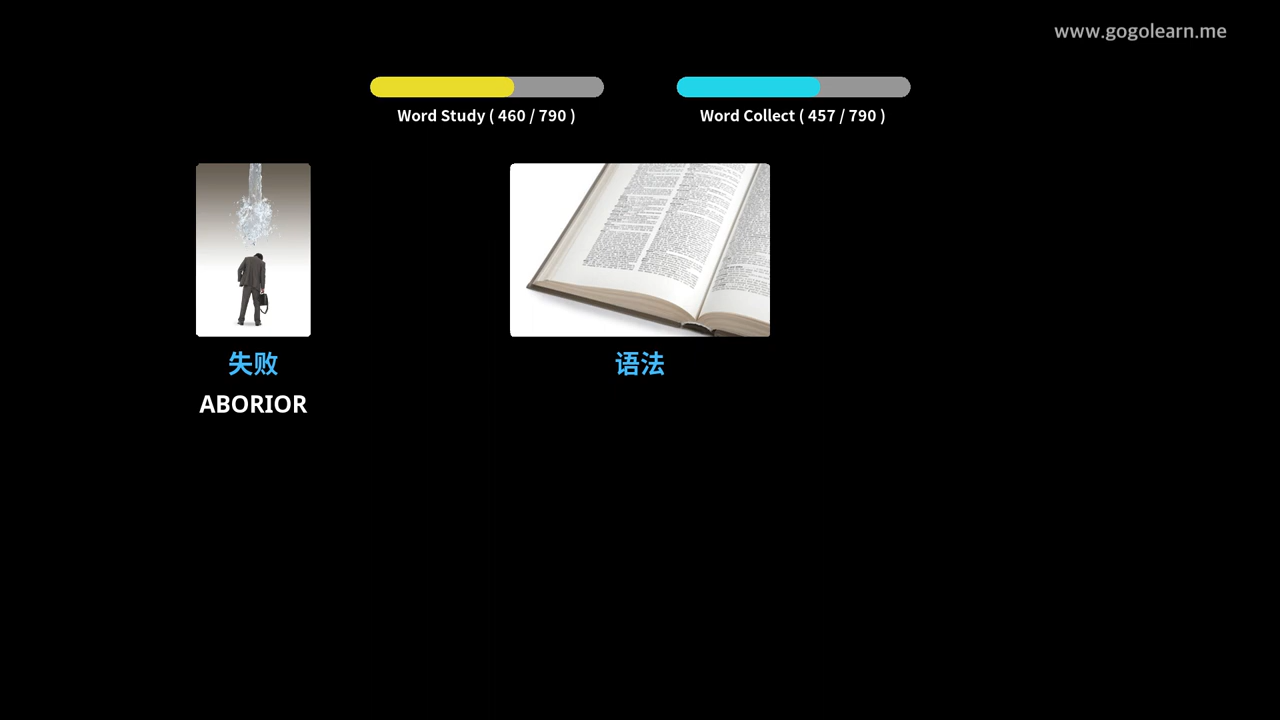 www.gogolearn.me
Word Study ( 460 / 790 )
Word Collect ( 457 / 790 )
失败
语法
ABORIOR